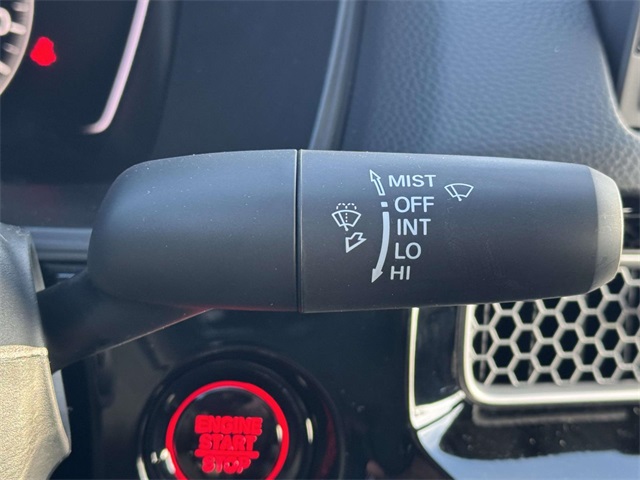 MIST
OFF
INT
LO
HI
ENGINE
START
STOP